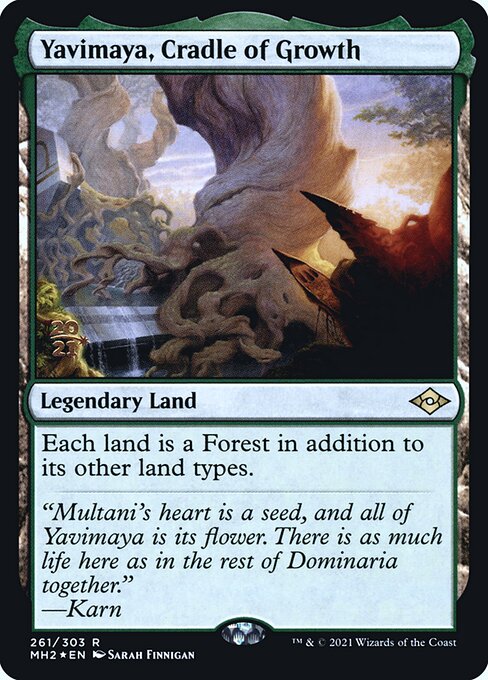 Yavimaya, Cradle of Growth
20
21
Legendary Land
Each land is a Forest in addition to
its other land types.
“Multani’s heart is a seed, and all of
Yavimaya is its flower. There is as much
life here as in the rest of Dominaria
together.”
—Karn
261/303 R
MH2★EN Sarah Finnigan
™ & © 2021 Wizards of the Coast